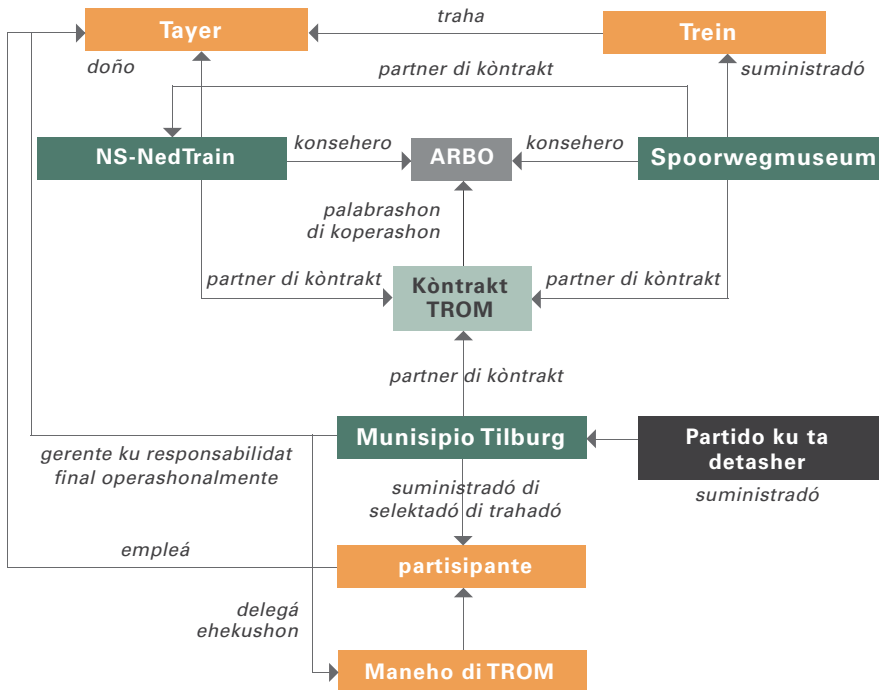 Tayer
traha
Trein
doño
partner di kòntrakt
suministradó
NS-NedTrain
konsehero
ARBO
konsehero
Spoorwegmuseum
palabrashon
di koperashon
partner di kòntrakt
Kòntrakt
TROM
partner di kòntrakt
partner di kòntrakt
Munisipio Tilburg
Partido ku ta
detasher
gerente ku responsabilidat
final operashonalmente
suministradó di
selektadó di trahadó
suministradó
empleá
partisipante
delegá
ehekushon
Maneho di TROM